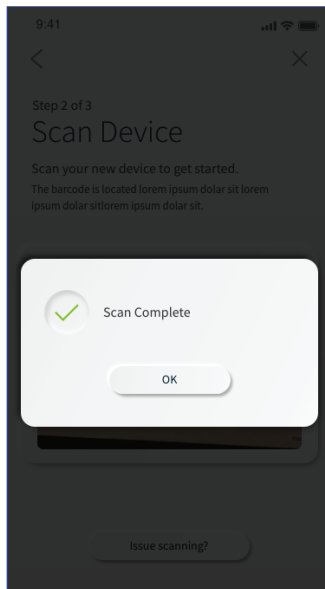 9:41
Step 2 of 3
Scan Device
Scan your new device to get started.
The barcode is located lorem ipsum dolar sit lorem
ipsum dolar sitlorem ipsum dolar sit.
Scan Complete
OK
Issue scanning?